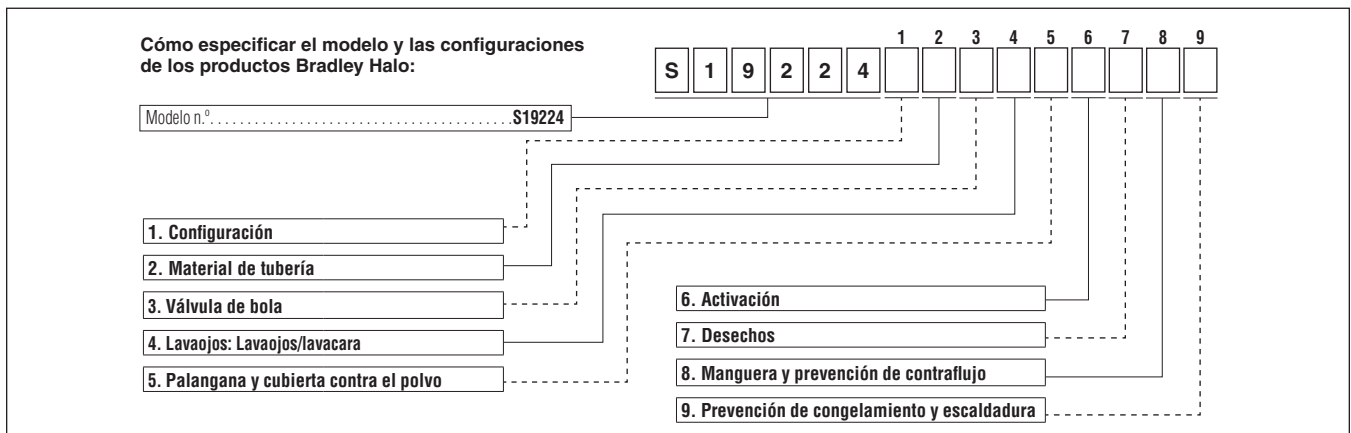 Cómo especificar el modelo y las configuraciones
de los productos Bradley Halo:
1 2 3 4 5 6 7 8 9
S 1 9 2 2 4
Modelo n.º. . . . . . . . . . . . . . . . . . . . . . . . . . . . . . . . . . . . . . . . .S19224
1. Configuración
2. Material de tubería
3. Válvula de bola
4. Lavaojos: Lavaojos/lavacara
5. Palangana y cubierta contra el polvo
6. Activación
7. Desechos
8. Manguera y prevención de contraflujo
9. Prevención de congelamiento y escaldadura